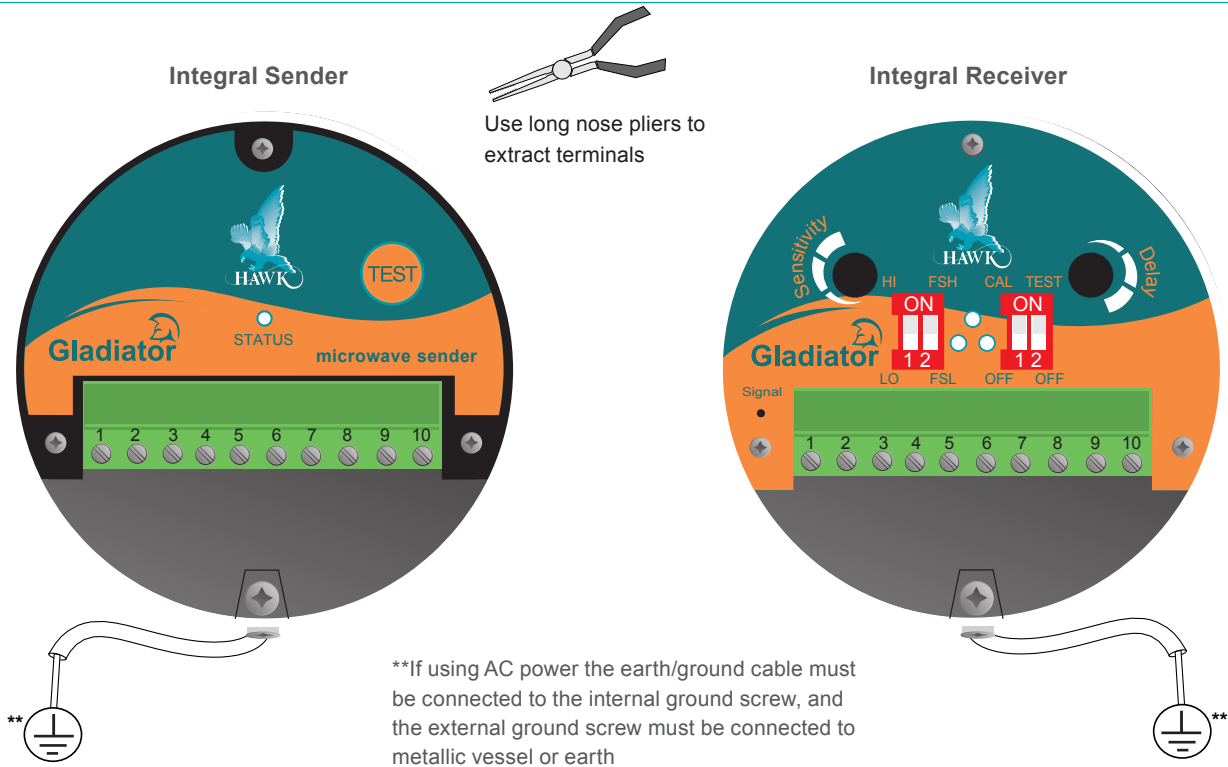 Integral Sender
Use long nose pliers to
extract terminals
Integral Receiver
HAWK
TEST
STATUS
Gladiator
microwave sender
1 2 3 4 5 6 7 8 9 10
Sensitivity
HAWK
Delay
HI FSH CAL TEST
ON ON
1 2 1 2
Gladiator
LO FSL OFF OFF
Signal
1 2 3 4 5 6 7 8 9 10
**If using AC power the earth/ground cable must
be connected to the internal ground screw, and
the external ground screw must be connected to
metallic vessel or earth
**
**